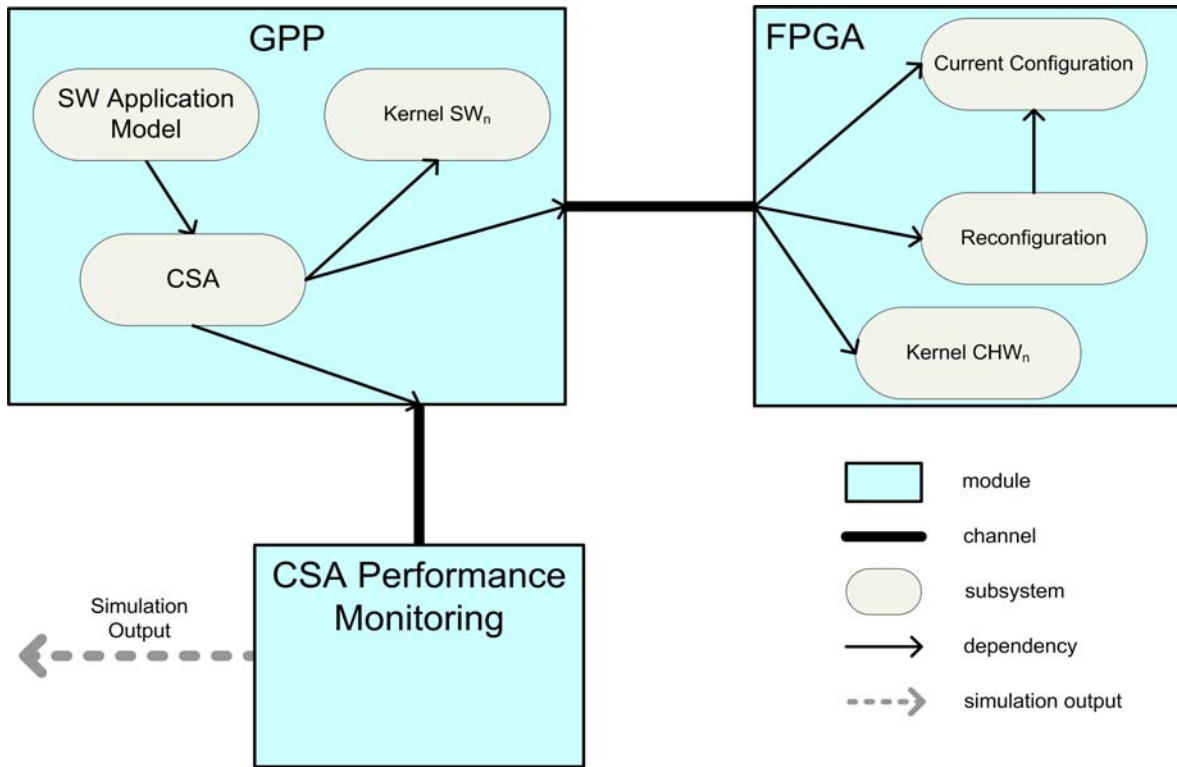 GPP
SW Application
Model
Kernel SWn
CSA
FPGA
Current Configuration
Reconfiguration
Kernel CHWn
CSA Performance
Monitoring
Simulation
Output
module
channel
subsystem
dependency
simulation output